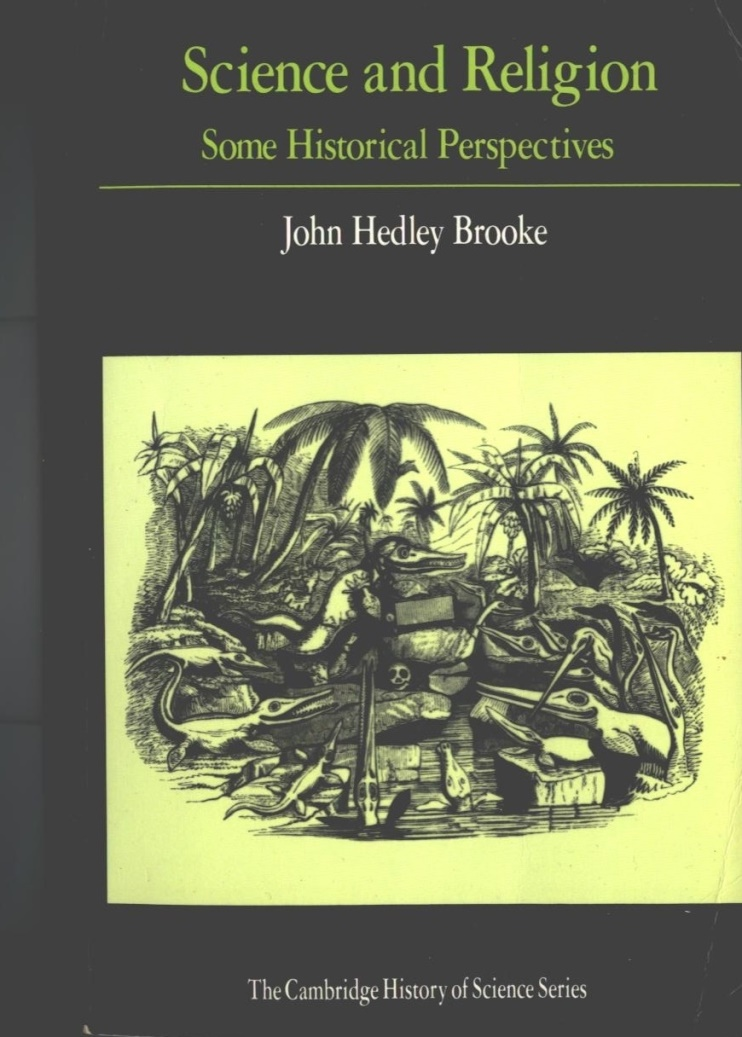 Science and Religion
Some Historical Perspectives
John Hedley Brooke
The Cambridge History of Science Series